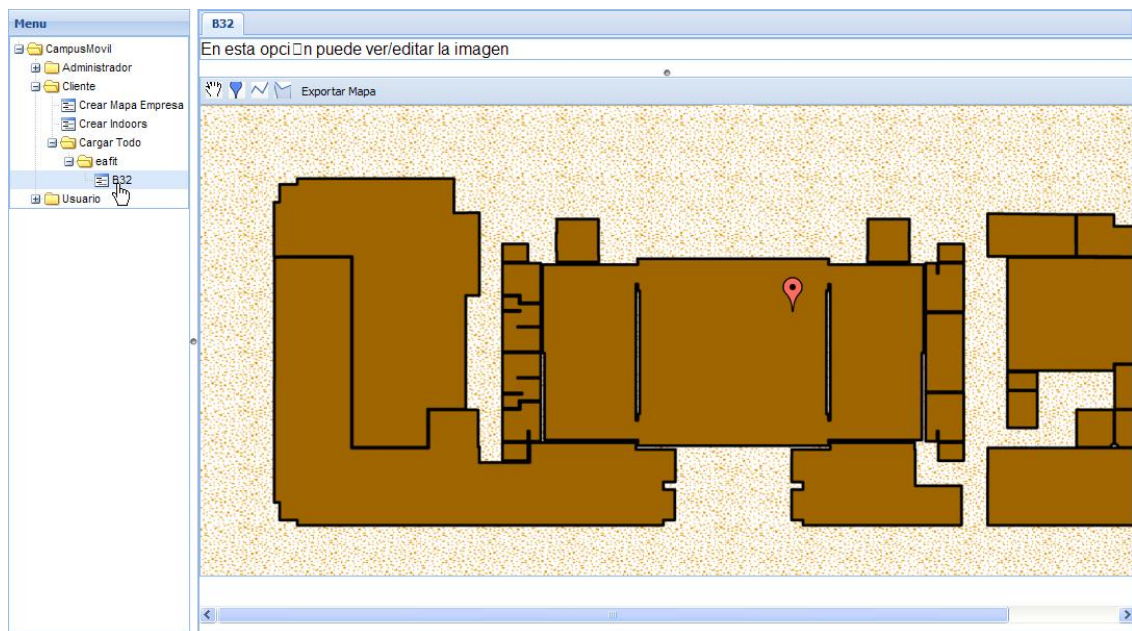 Menu
CampusMovil
Administrador
Cliente
Crear Mapa Empresa
Crear Indoors
Cargar Todo
eafit
B32
Usuario
B32
En esta opci□n puede ver/editar la imagen
Exportar Mapa